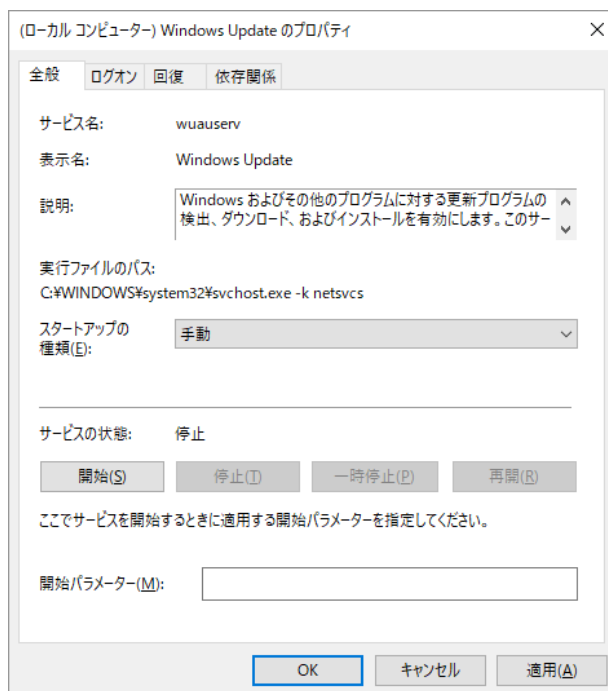 (ローカル コンピューター) Windows Update のプロパティ
全般 ログオン 回復 依存関係
サービス名: wuauserv
表示名: Windows Update
説明: Windows およびその他のプログラムに対する更新プログラムの
検出、ダウンロード、およびインストールを有効にします。このサー
実行ファイルのパス:
C:¥WINDOWS¥system32¥svchost.exe -k netsvcs
スタートアップの
種類(E): 手動
サービスの状態: 停止
開始(S) 停止(T) 一時停止(P) 再開(R)
ここでサービスを開始するときに適用する開始パラメーターを指定してください。
開始パラメーター(M):
OK キャンセル 適用(A)